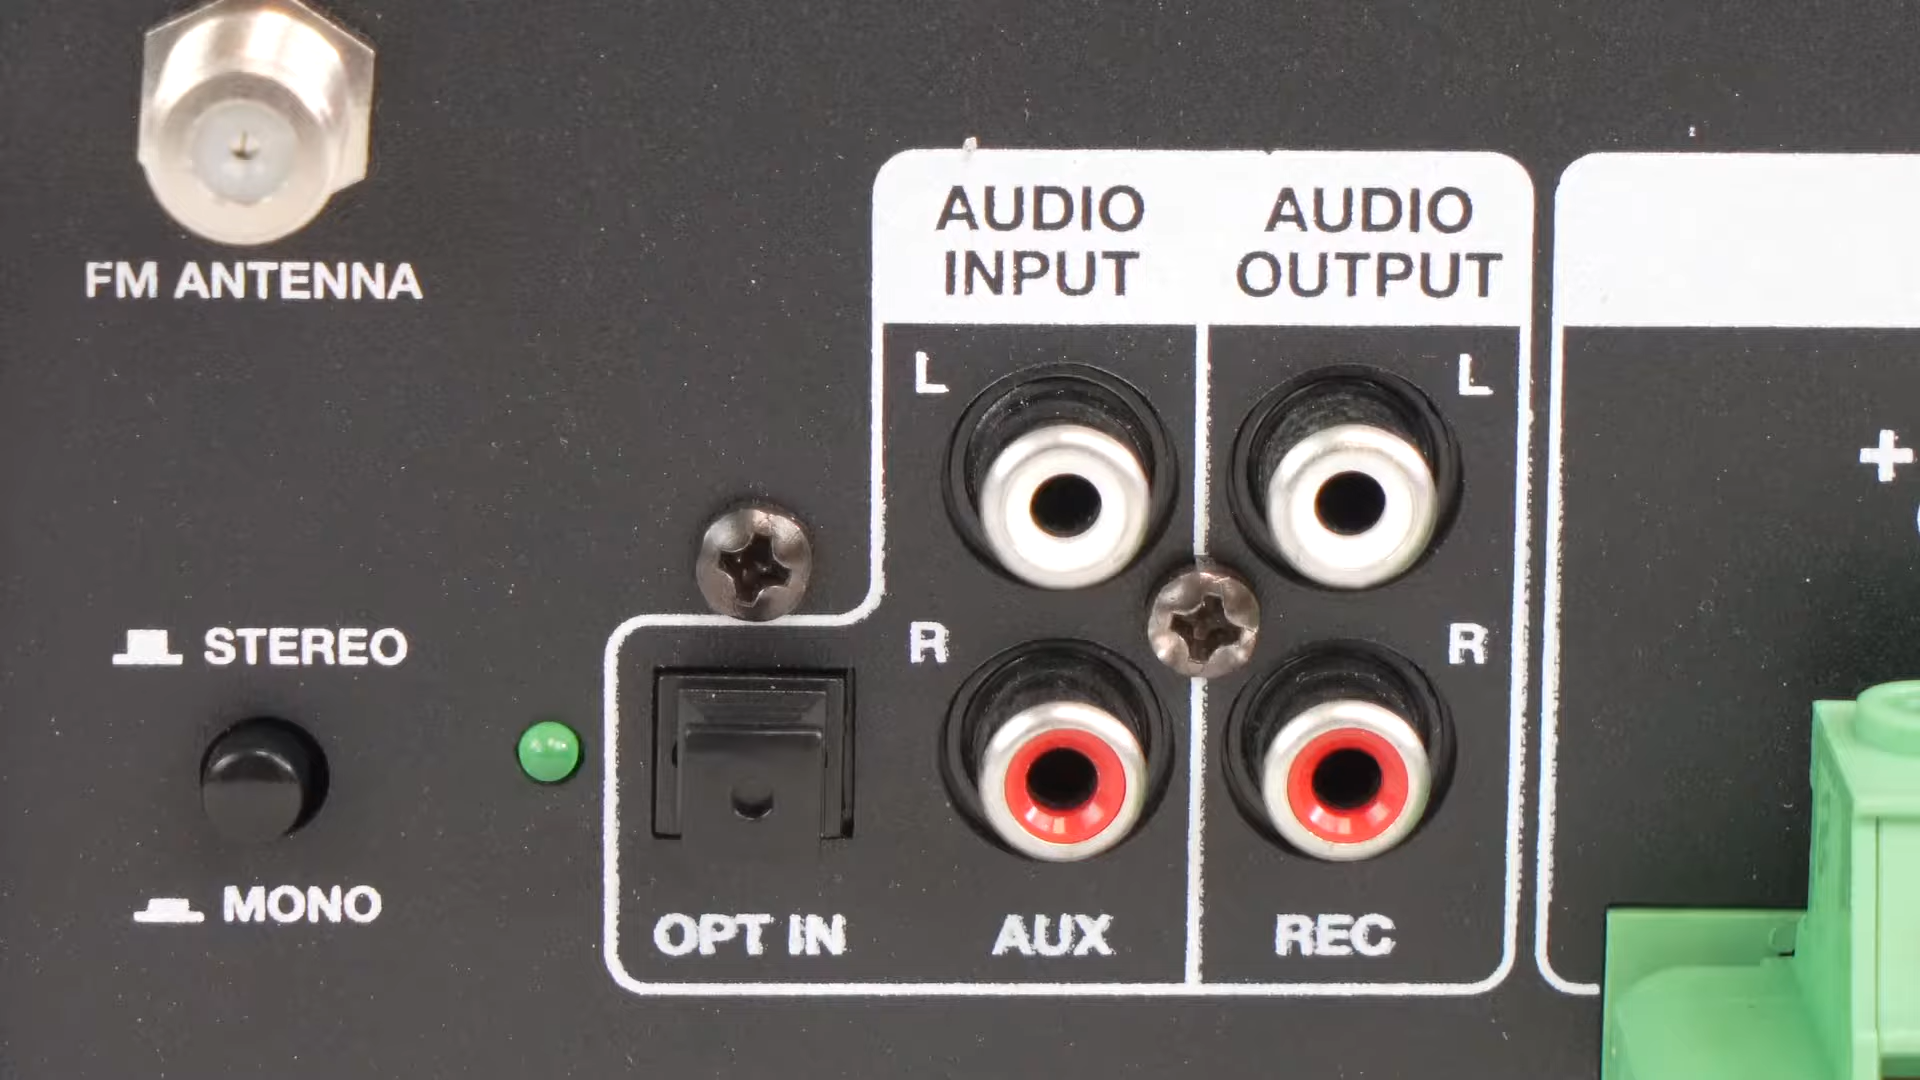 FM ANTENNA
AUDIO
INPUT
AUDIO
OUTPUT
L
L
+
R
R
STEREO
MONO
OPT IN
AUX
REC